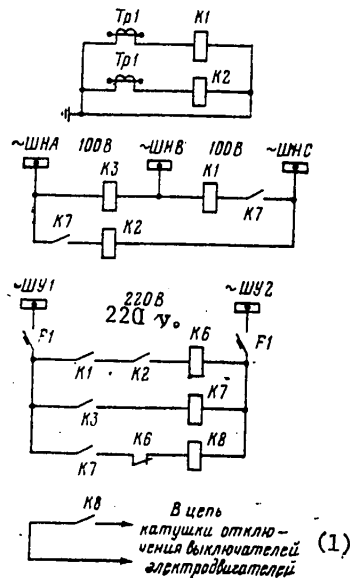 Тр1 К1
Тр1 К2
~ШНА 100В ~ШНВ 100В ~ШНС
К3 К1
К7
К7 К2
~ШУ1 220В ~ШУ2
220 v.
F1 К6 F1
К1 К2
К7
К3
К6 К8
К7
К8 В цепь
катушки отклю-
чения выключателей (1)
электродвигателей